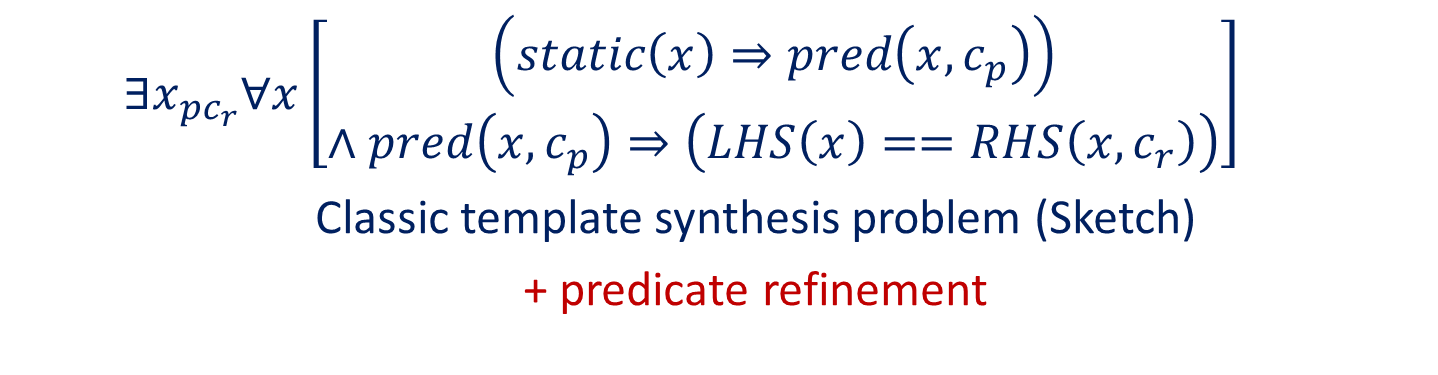 ∃x_{pc_r}∀x [ (static(x) ⇒ pred(x, c_p))
∧ pred(x, c_p) ⇒ (LHS(x) == RHS(x, c_r)) ]
Classic template synthesis problem (Sketch)
+ predicate refinement